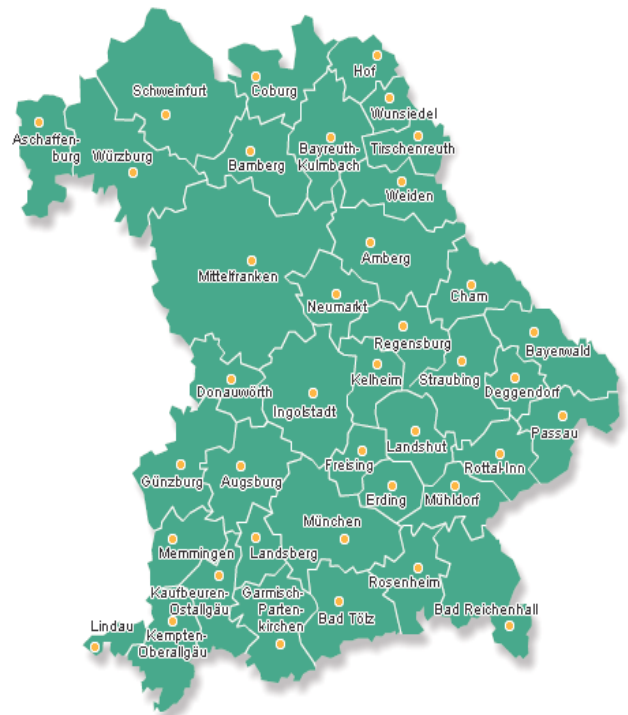 Hof
Schweinfurt
Coburg
Wunsiedel
Aschaffen-
burg
Würzburg
Bamberg
Bayreuth-
Kulmbach
Tirschenreuth
Weiden
Mittelfranken
Amberg
Neumarkt
Cham
Regensburg
Bayerwald
Donauwörth
Ingolstadt
Kelheim
Straubing
Deggendorf
Passau
Günzburg
Augsburg
Freising
Landshut
Rottal-Inn
Erding
Mühldorf
München
Memmingen
Landsberg
Rosenheim
Kaufbeuren-
Ostallgäu
Garmisch-
Parten-
kirchen
Bad Tölz
Bad Reichenhall
Lindau
Kempten-
Oberallgäu